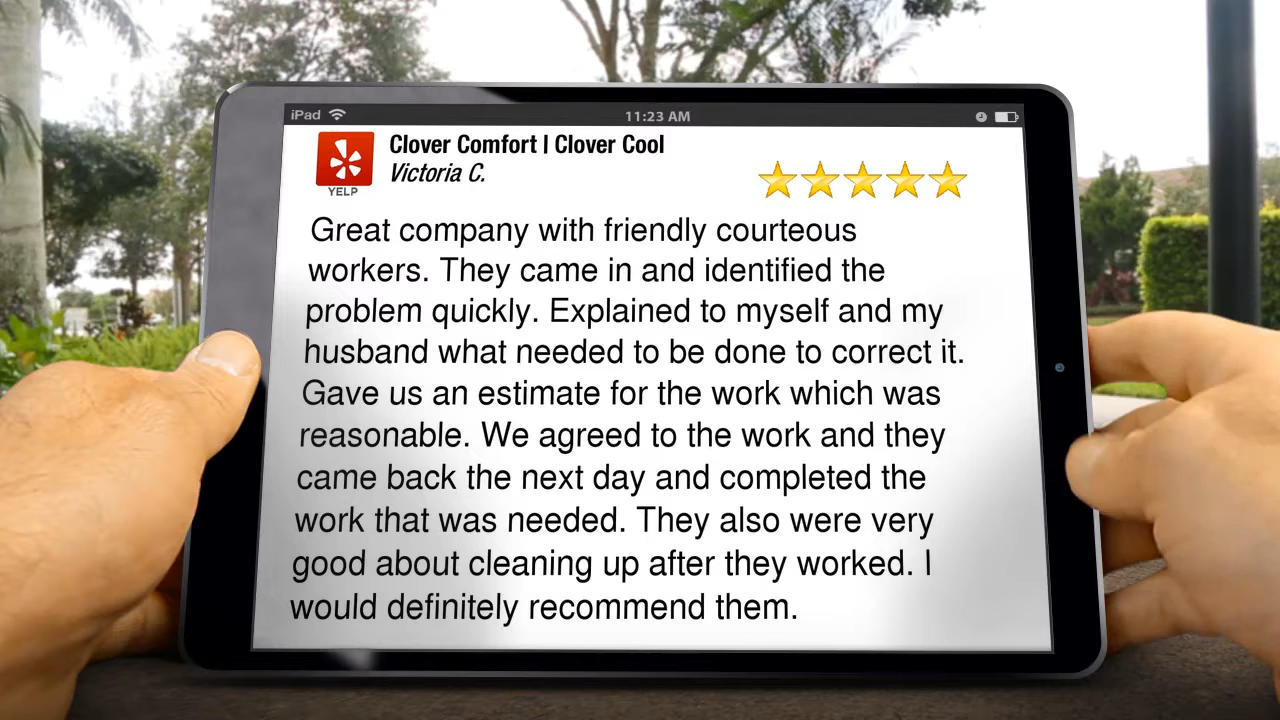 iPad 11:23 AM
Clover Comfort | Clover Cool
Victoria C.
YELP
Great company with friendly courteous
workers. They came in and identified the
problem quickly. Explained to myself and my
husband what needed to be done to correct it.
Gave us an estimate for the work which was
reasonable. We agreed to the work and they
came back the next day and completed the
work that was needed. They also were very
good about cleaning up after they worked. I
would definitely recommend them.